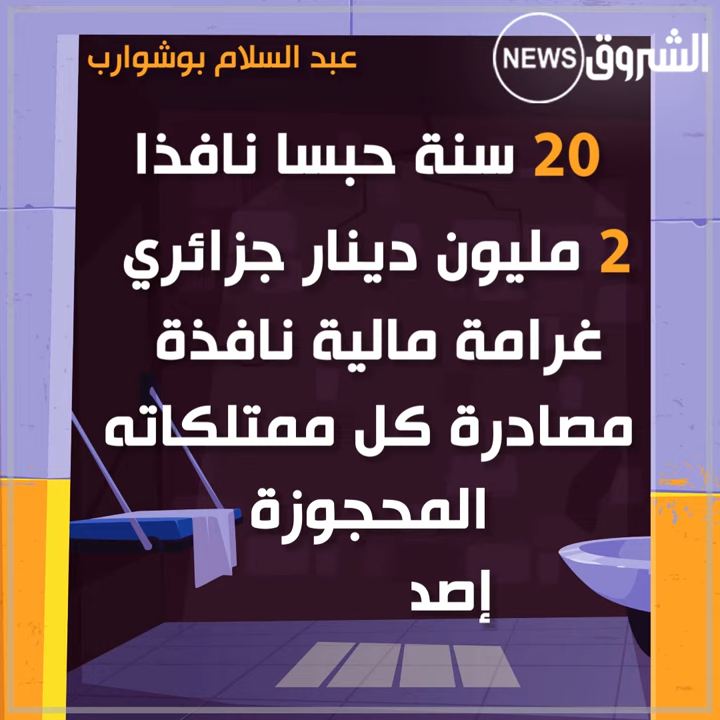 الشروق NEWS
عبد السلام بوشوارب
20 سنة حبسا نافذا
2 مليون دينار جزائري
غرامة مالية نافذة
مصادرة كل ممتلكاته
المحجوزة
إصد